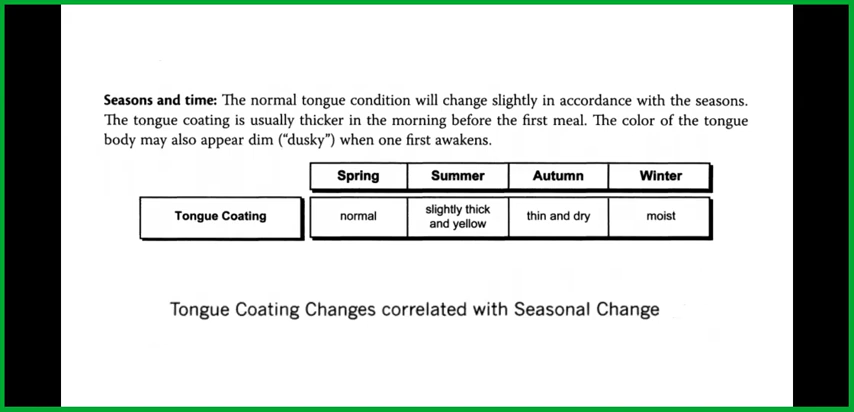 Seasons and time: The normal tongue condition will change slightly in accordance with the seasons.
The tongue coating is usually thicker in the morning before the first meal. The color of the tongue
body may also appear dim (“dusky”) when one first awakens.
Spring Summer Autumn Winter
Tongue Coating normal slightly thick and yellow thin and dry moist
Tongue Coating Changes correlated with Seasonal Change